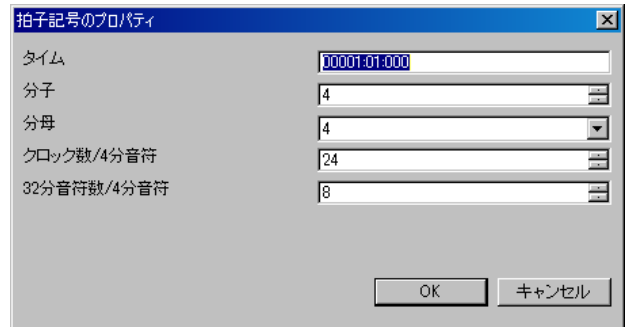 拍子記号のプロパティ
タイム 00001:01:000
分子 4
分母 4
クロック数/4分音符 24
32分音符数/4分音符 8
OK キャンセル